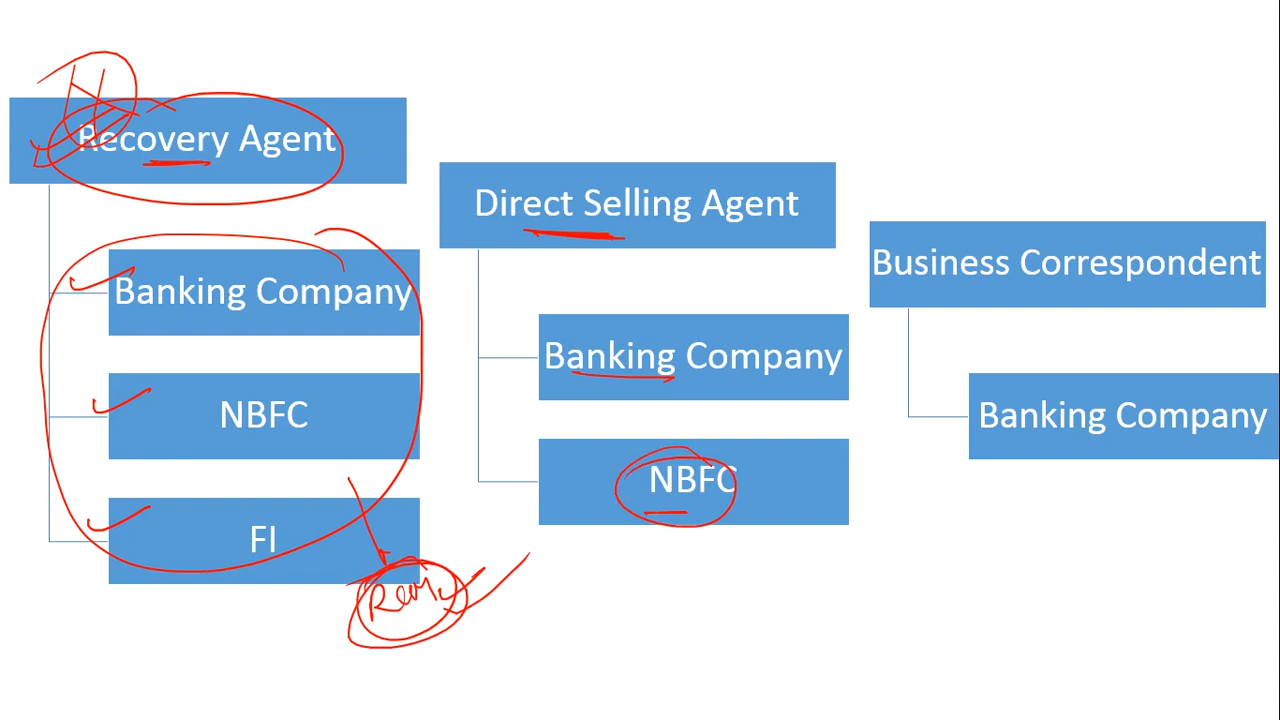 Recovery Agent
Banking Company
NBFC
FI
Direct Selling Agent
Banking Company
NBFC
Business Correspondent
Banking Company